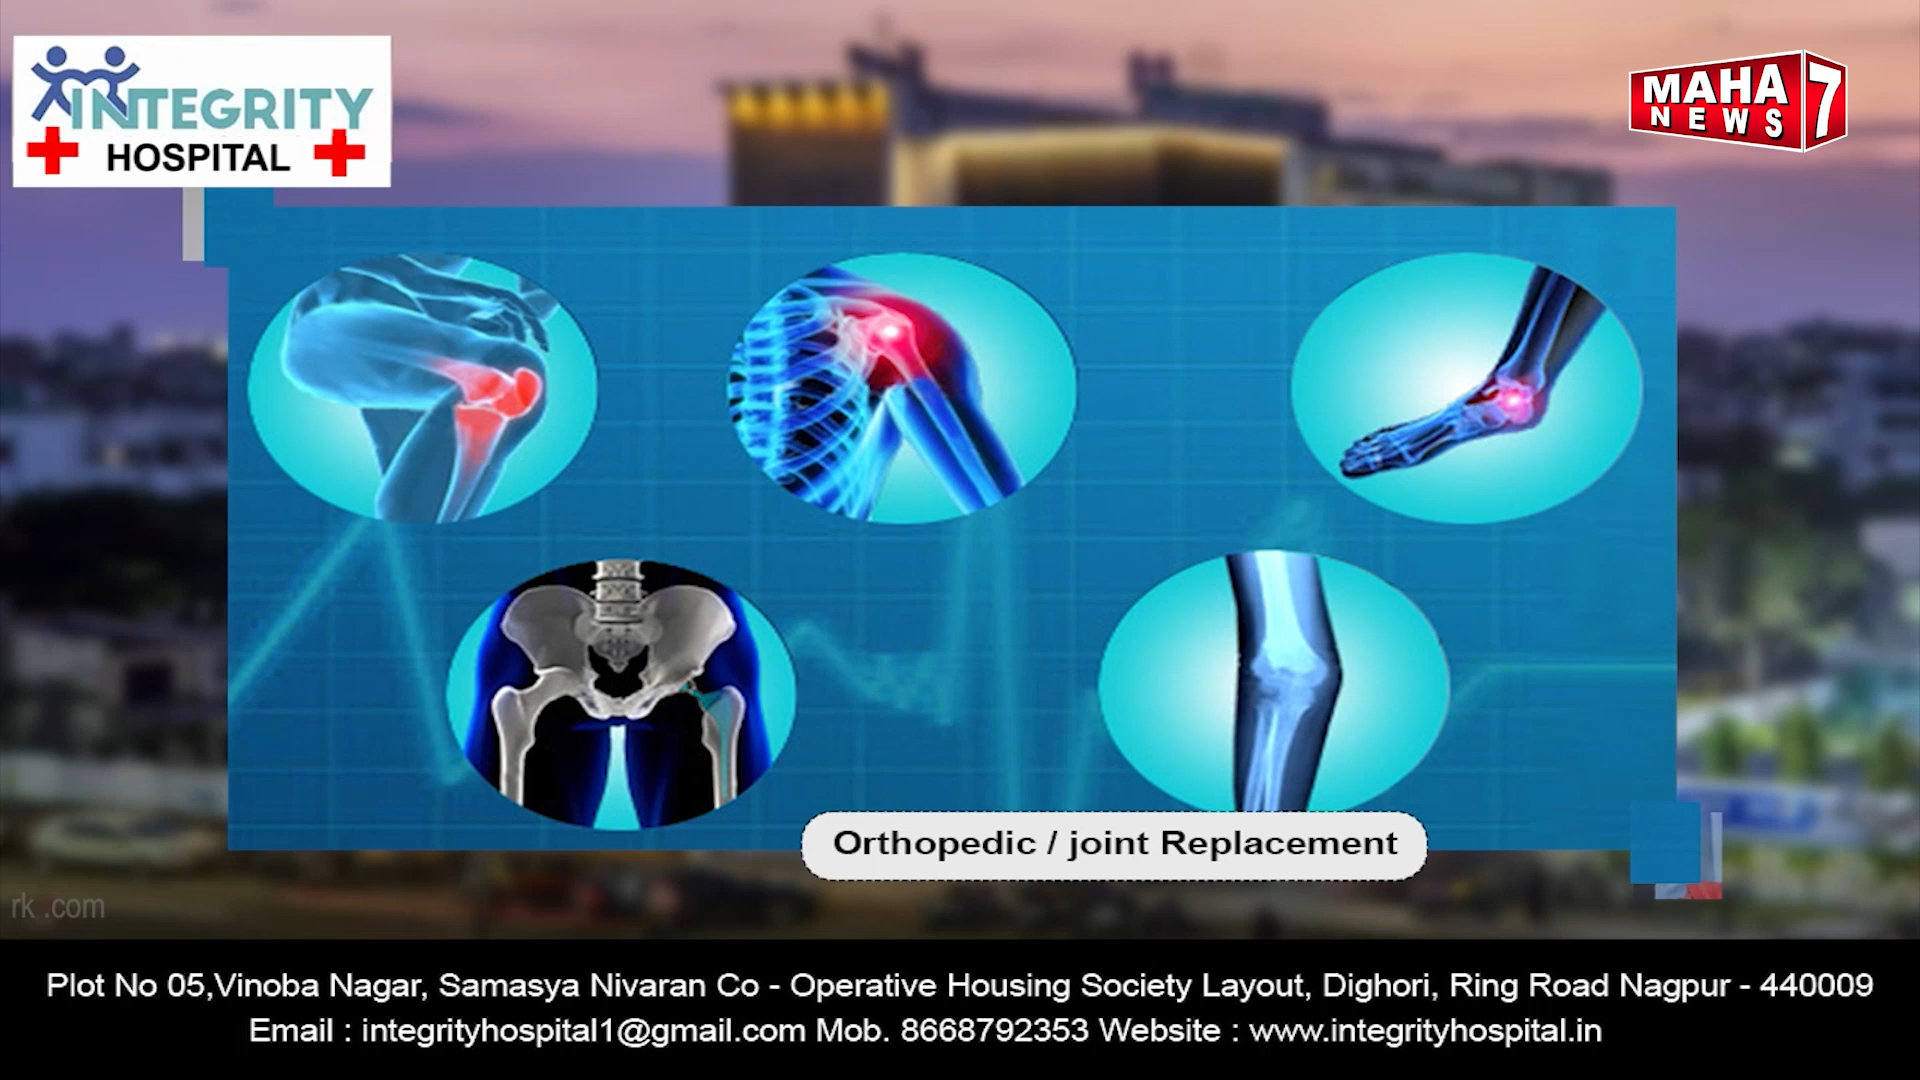 INTEGRITY
HOSPITAL
MAHA
NEWS
7
Orthopedic / joint Replacement
rk .com
Plot No 05,Vinoba Nagar, Samasya Nivaran Co - Operative Housing Society Layout, Dighori, Ring Road Nagpur - 440009
Email : integrityhospital1@gmail.com Mob. 8668792353 Website : www.integrityhospital.in